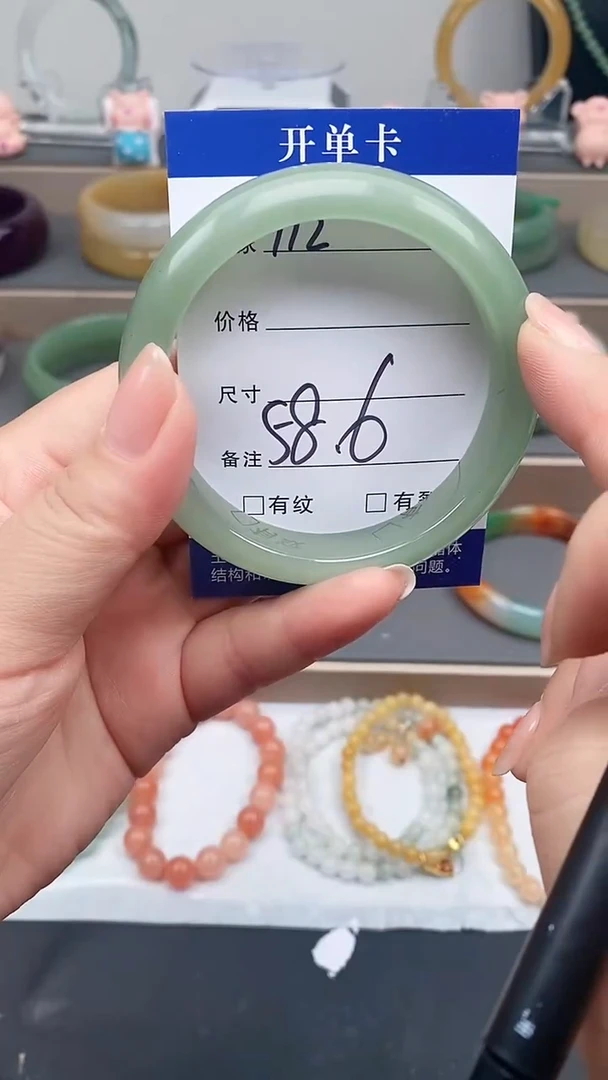 开单卡
112
价格
尺寸
备注 58.6
□有纹 □有
结构和
问题。